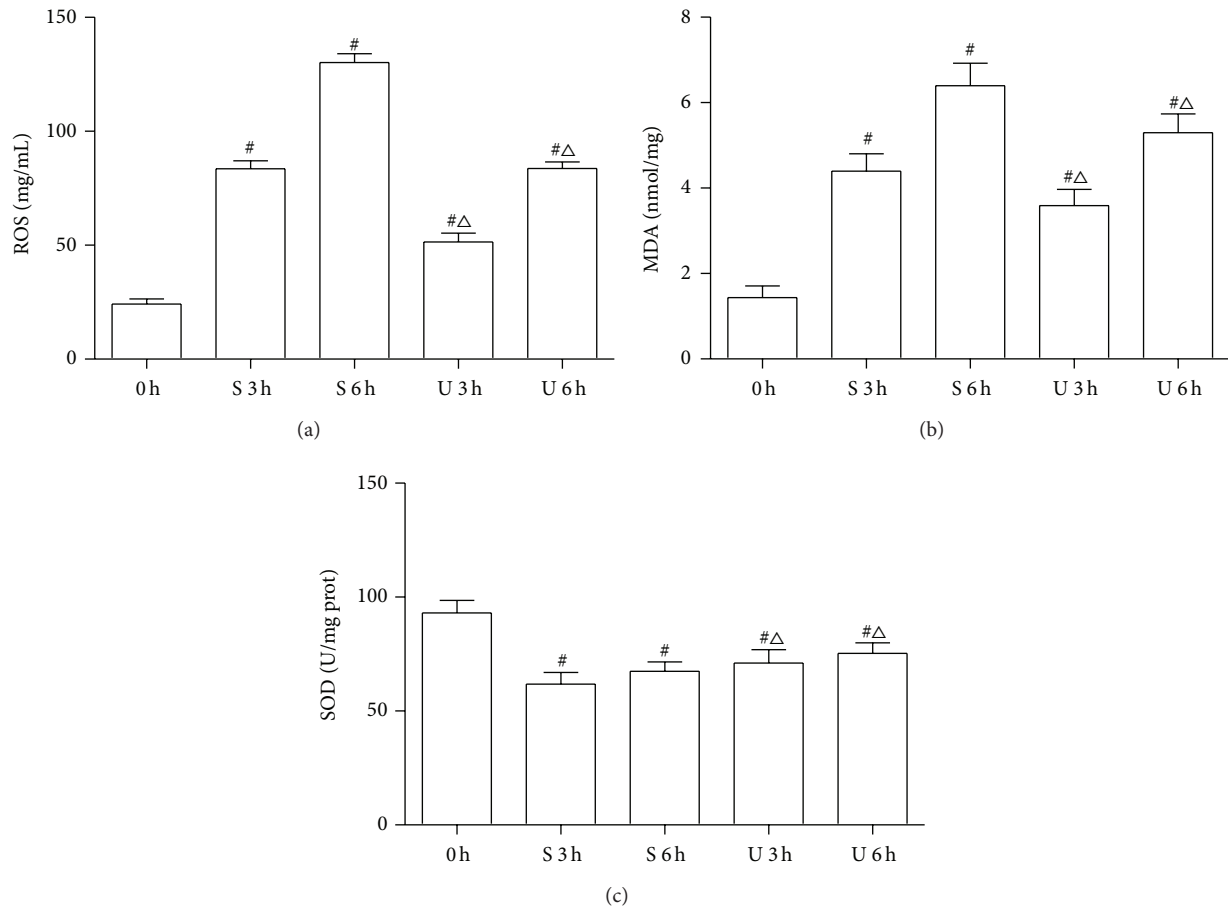 150
100
50
0
ROS (mg/mL)
#
#
#△
#△
0 h
S 3 h
S 6 h
U 3 h
U 6 h
(a)
8
6
4
2
0
MDA (nmol/mg)
#
#
#△
#△
0 h
S 3 h
S 6 h
U 3 h
U 6 h
(b)
150
100
50
0
SOD (U/mg prot)
#
#
#△
#△
0 h
S 3 h
S 6 h
U 3 h
U 6 h
(c)